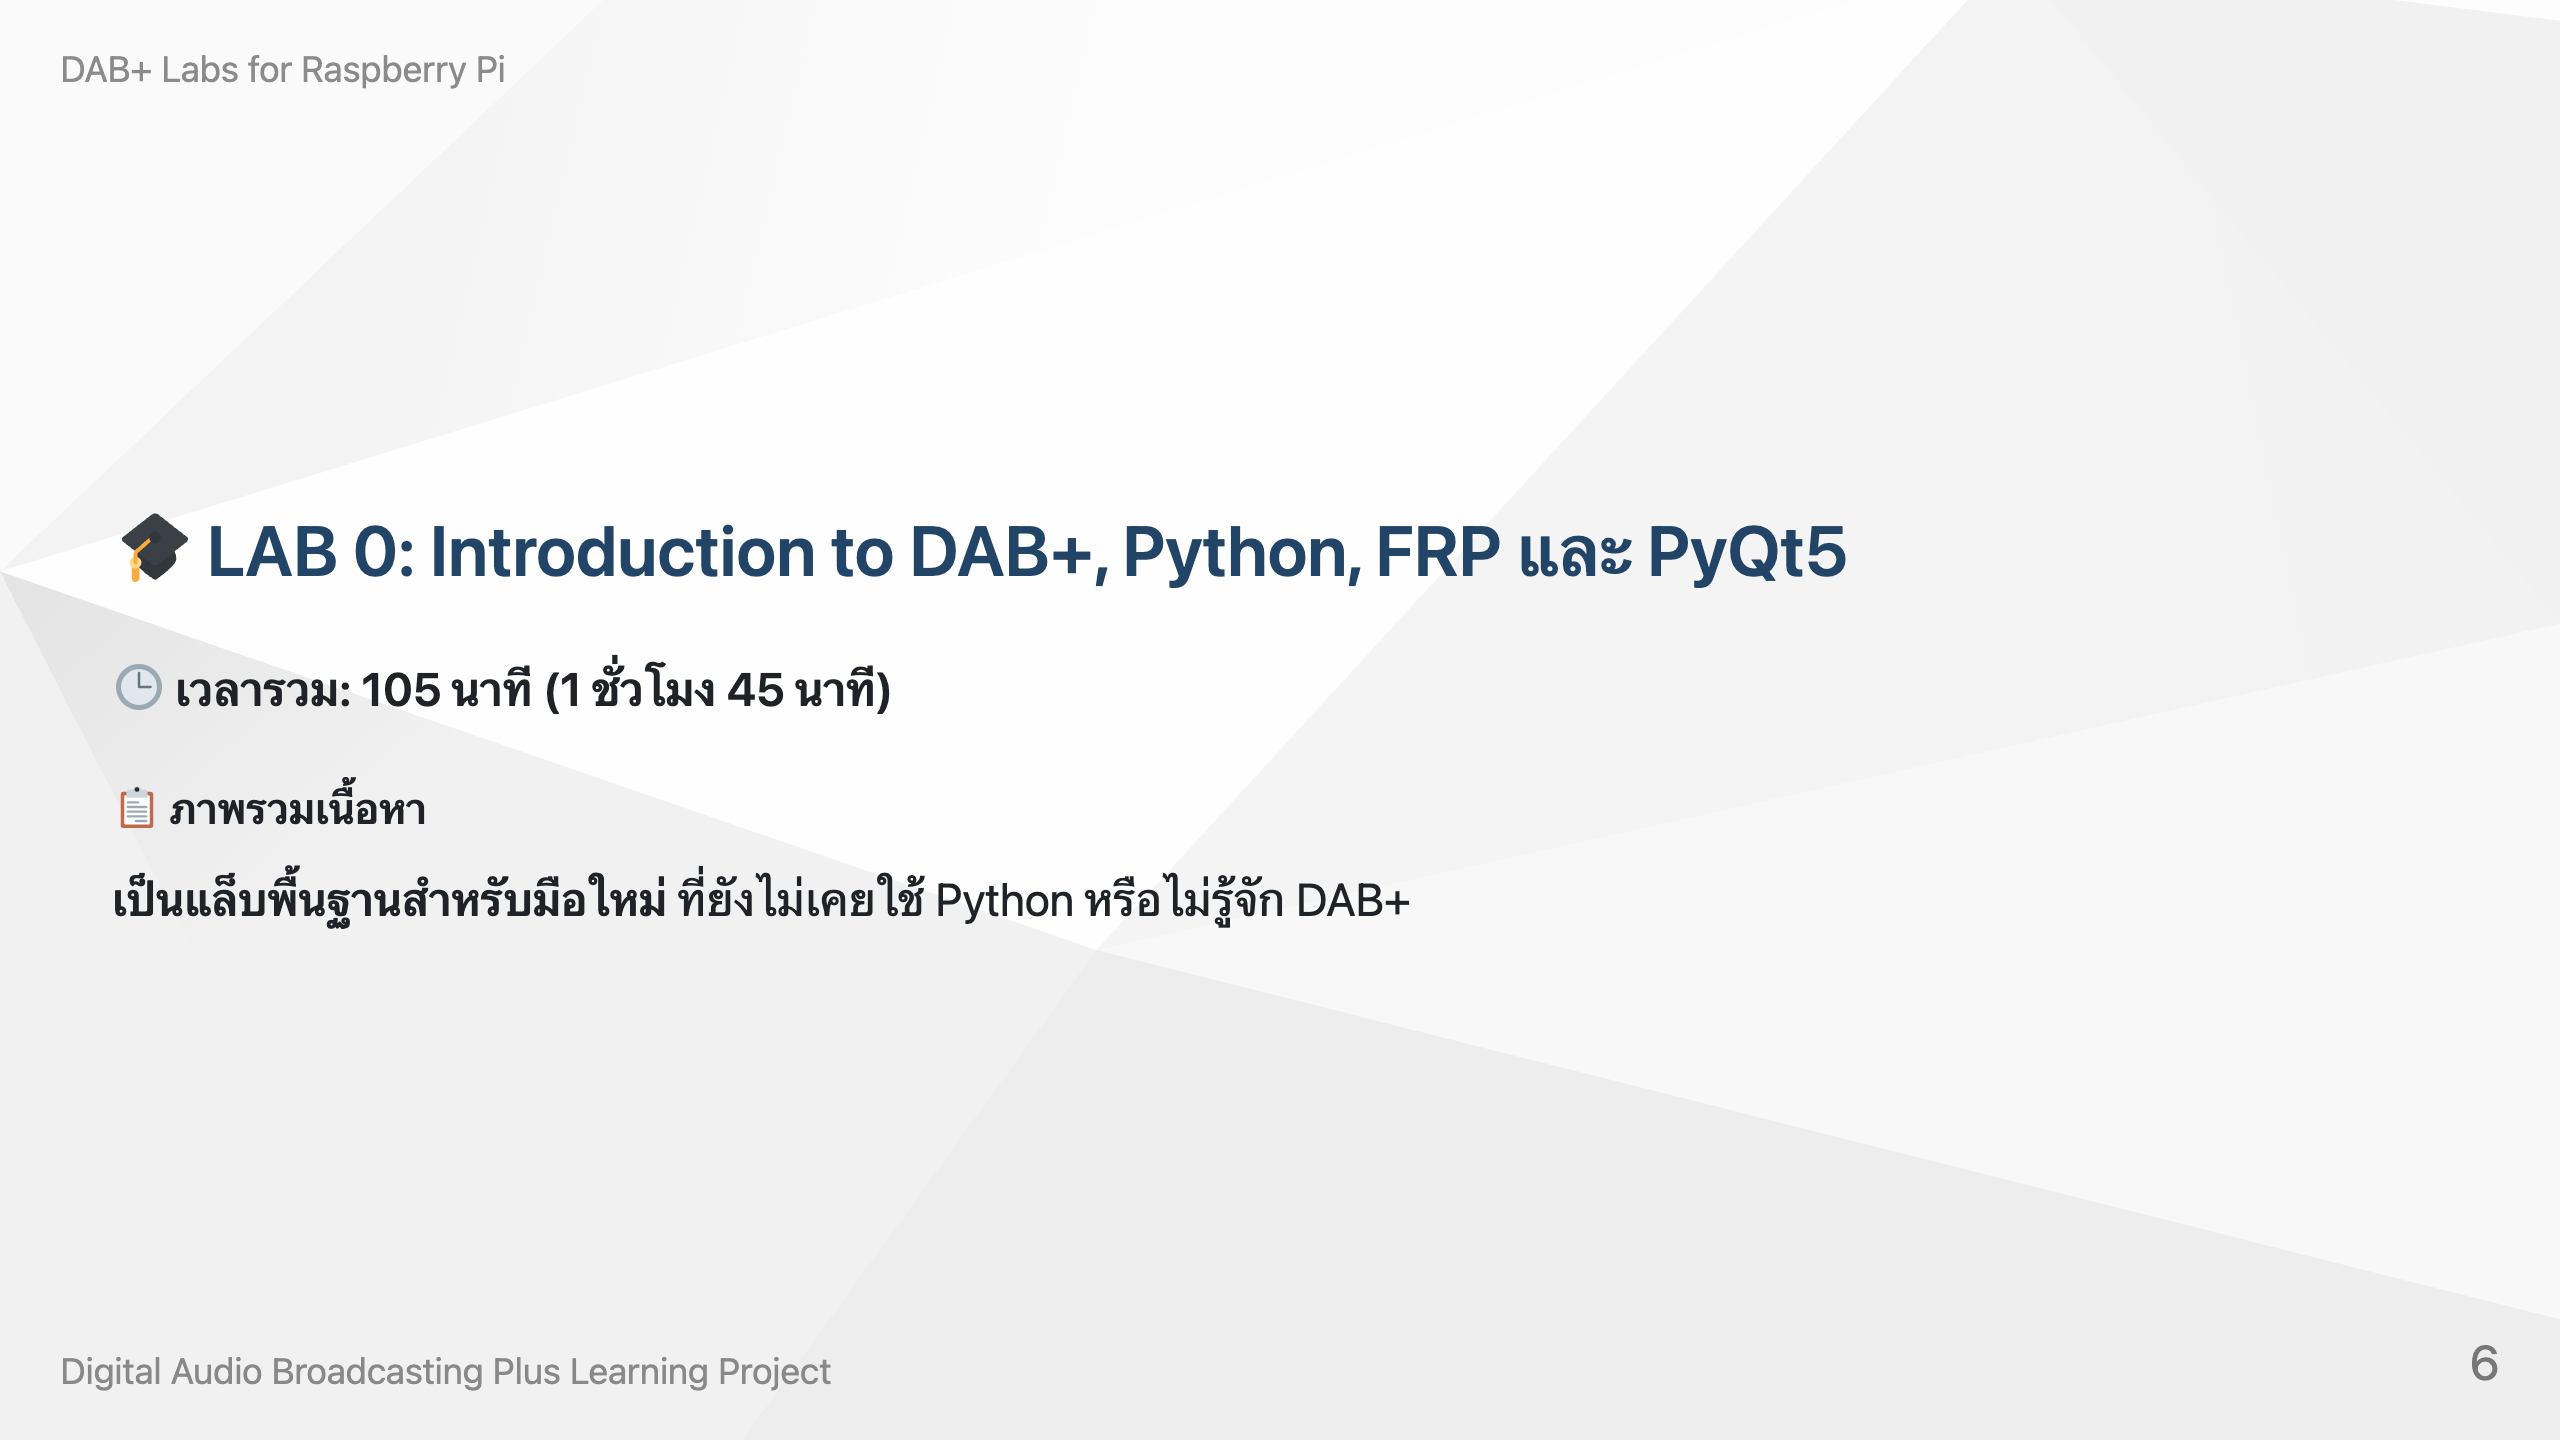 DAB+ Labs for Raspberry Pi
🎓 LAB 0: Introduction to DAB+, Python, FRP และ PyQt5
🕒 เวลารวม: 105 นาที (1 ชั่วโมง 45 นาที)
📋 ภาพรวมเนื้อหา
เป็นแล็บพื้นฐานสำหรับมือใหม่ ที่ยังไม่เคยใช้ Python หรือไม่รู้จัก DAB+
Digital Audio Broadcasting Plus Learning Project
6